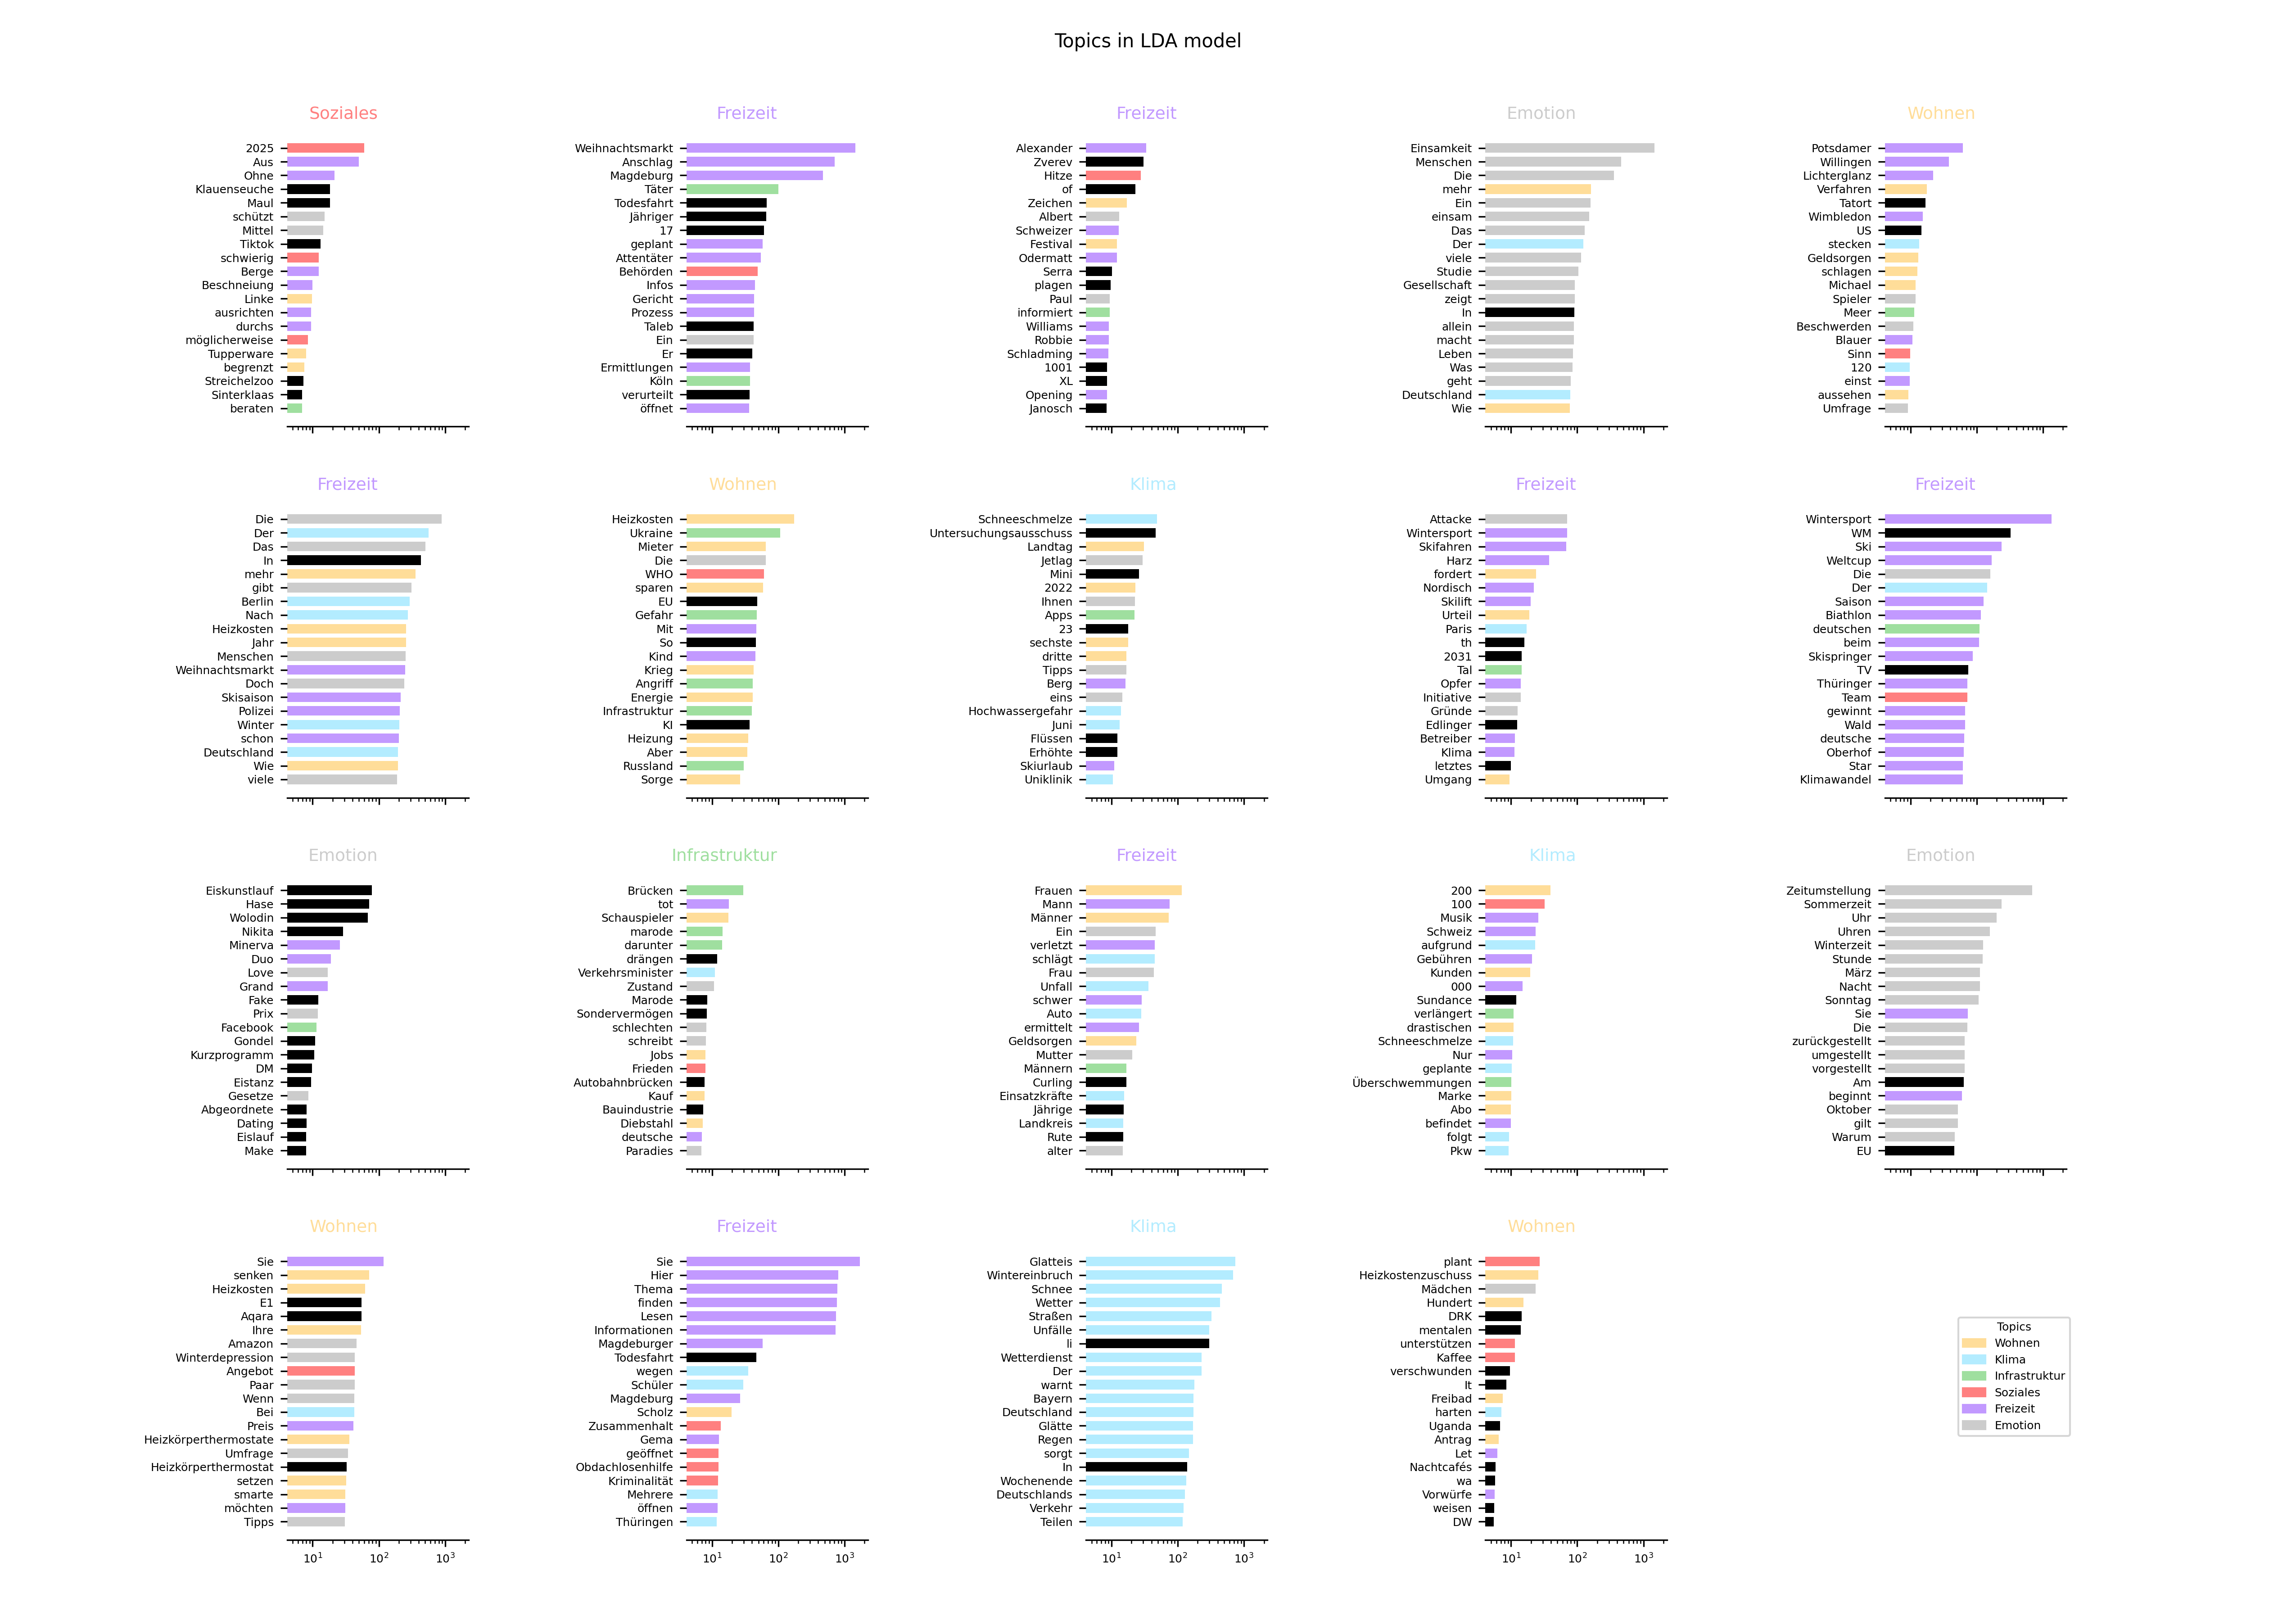 Topics in LDA model
Soziales
2025
Aus
Ohne
Klauenseuche
Maul
schützt
Mittel
Tiktok
schwierig
Berge
Beschneiung
Linke
ausrichten
durchs
möglicherweise
Tupperware
begrenzt
Streichelzoo
Sinterklaas
beraten
Freizeit
Weihnachtsmarkt
Anschlag
Magdeburg
Täter
Todesfahrt
Jähriger
17
geplant
Attentäter
Behörden
Infos
Gericht
Prozess
Taleb
Ein
Er
Ermittlungen
Köln
verurteilt
öffnet
Freizeit
Alexander
Zverev
Hitze
of
Zeichen
Albert
Schweizer
Festival
Odermatt
Serra
plagen
Paul
informiert
Williams
Robbie
Schladming
1001
XL
Opening
Janosch
Emotion
Einsamkeit
Menschen
Die
mehr
Ein
einsam
Das
Der
viele
Studie
Gesellschaft
zeigt
In
allein
macht
Leben
Was
geht
Deutschland
Wie
Wohnen
Potsdamer
Willingen
Lichterglanz
Verfahren
Tatort
Wimbledon
US
stecken
Geldsorgen
schlagen
Michael
Spieler
Meer
Beschwerden
Blauer
Sinn
120
einst
aussehen
Umfrage
Freizeit
Die
Der
Das
In
mehr
gibt
Berlin
Nach
Heizkosten
Jahr
Menschen
Weihnachtsmarkt
Doch
Skisaison
Polizei
Winter
schon
Deutschland
Wie
viele
Wohnen
Heizkosten
Ukraine
Mieter
Die
WHO
sparen
EU
Gefahr
Mit
So
Kind
Krieg
Angriff
Energie
Infrastruktur
KI
Heizung
Aber
Russland
Sorge
Klima
Schneeschmelze
Untersuchungsausschuss
Landtag
Jetlag
Mini
2022
Ihnen
Apps
23
sechste
dritte
Tipps
Berg
eins
Hochwassergefahr
Juni
Flüssen
Erhöhte
Skiurlaub
Uniklinik
Freizeit
Attacke
Wintersport
Skifahren
Harz
fordert
Nordisch
Skilift
Urteil
Paris
th
2031
Tal
Opfer
Initiative
Gründe
Edlinger
Betreiber
Klima
letztes
Umgang
Freizeit
Wintersport
WM
Ski
Weltcup
Die
Der
Saison
Biathlon
deutschen
beim
Skispringer
TV
Thüringer
Team
gewinnt
Wald
deutsche
Oberhof
Star
Klimawandel
Emotion
Eiskunstlauf
Hase
Wolodin
Nikita
Minerva
Duo
Love
Grand
Fake
Prix
Facebook
Gondel
Kurzprogramm
DM
Eistanz
Gesetze
Abgeordnete
Dating
Eislauf
Make
Infrastruktur
Brücken
tot
Schauspieler
marode
darunter
drängen
Verkehrsminister
Zustand
Marode
Sondervermögen
schlechten
schreibt
Jobs
Frieden
Autobahnbrücken
Kauf
Bauindustrie
Diebstahl
deutsche
Paradies
Freizeit
Frauen
Mann
Männer
Ein
verletzt
schlägt
Frau
Unfall
schwer
Auto
ermittelt
Geldsorgen
Mutter
Männern
Curling
Einsatzkräfte
Jährige
Landkreis
Rute
alter
Klima
200
100
Musik
Schweiz
aufgrund
Gebühren
Kunden
000
Sundance
verlängert
drastischen
Schneeschmelze
Nur
geplante
Überschwemmungen
Marke
Abo
befindet
folgt
Pkw
Emotion
Zeitumstellung
Sommerzeit
Uhr
Uhren
Winterzeit
Stunde
März
Nacht
Sonntag
Sie
Die
zurückgestellt
umgestellt
vorgestellt
Am
beginnt
Oktober
gilt
Warum
EU
Wohnen
Sie
senken
Heizkosten
E1
Aqara
Ihre
Amazon
Winterdepression
Angebot
Paar
Wenn
Bei
Preis
Heizkörperthermostate
Umfrage
Heizkörperthermostat
setzen
smarte
möchten
Tipps
10¹ 10² 10³
Freizeit
Sie
Hier
Thema
finden
Lesen
Informationen
Magdeburger
Todesfahrt
wegen
Schüler
Magdeburg
Scholz
Zusammenhalt
Gema
geöffnet
Obdachlosenhilfe
Kriminalität
Mehrere
öffnen
Thüringen
10¹ 10² 10³
Klima
Glatteis
Wintereinbruch
Schnee
Wetter
Straßen
Unfälle
li
Wetterdienst
Der
warnt
Bayern
Deutschland
Glätte
Regen
sorgt
In
Wochenende
Deutschlands
Verkehr
Teilen
10¹ 10² 10³
Wohnen
plant
Heizkostenzuschuss
Mädchen
Hundert
DRK
mentalen
unterstützen
Kaffee
verschwunden
It
Freibad
harten
Uganda
Antrag
Let
Nachtcafés
wa
Vorwürfe
weisen
DW
10¹ 10² 10³
Topics
Wohnen
Klima
Infrastruktur
Soziales
Freizeit
Emotion